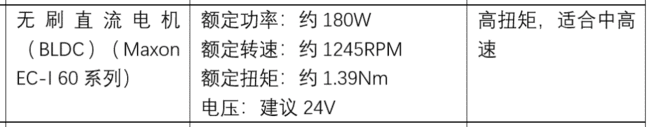 无刷直流电机
（BLDC）（Maxon
EC-I 60 系列）
额定功率：约 180W
额定转速：约 1245RPM
额定扭矩：约 1.39Nm
电压：建议 24V
高扭矩，适合中高
速